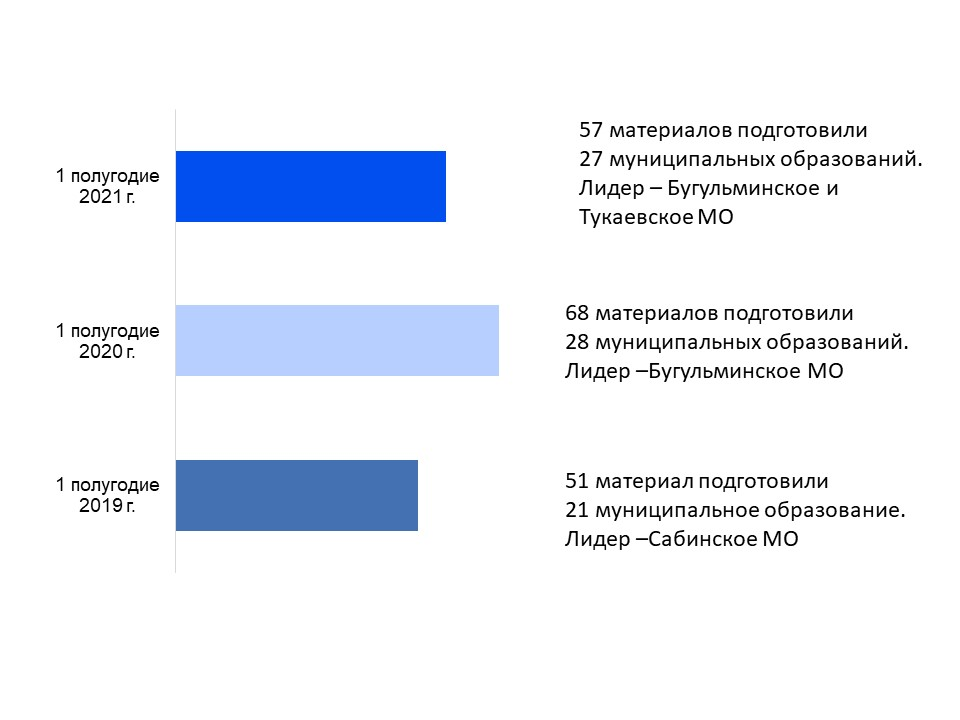 1 полугодие
2021 г.
57 материалов подготовили
27 муниципальных образований.
Лидер – Бугульминское и
Тукаевское МО
1 полугодие
2020 г.
68 материалов подготовили
28 муниципальных образований.
Лидер –Бугульминское МО
1 полугодие
2019 г.
51 материал подготовили
21 муниципальное образование.
Лидер –Сабинское МО